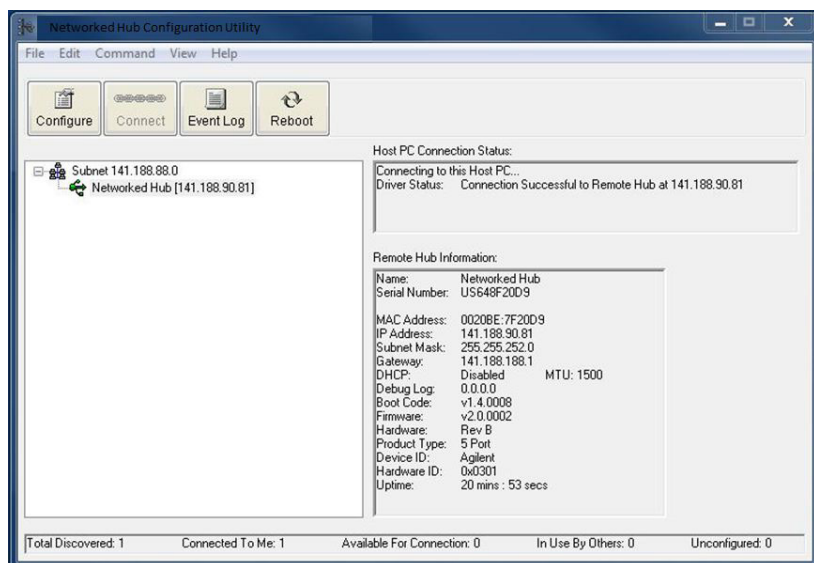 Networked Hub Configuration Utility
File Edit Command View Help
Configure Connect Event Log Reboot
Subnet 141.188.88.0
Networked Hub [141.188.90.81]
Host PC Connection Status:
Connecting to this Host PC...
Driver Status: Connection Successful to Remote Hub at 141.188.90.81
Remote Hub Information:
Name: Networked Hub
Serial Number: US648F20D9
MAC Address: 0020BE:7F20D9
IP Address: 141.188.90.81
Subnet Mask: 255.255.252.0
Gateway: 141.188.188.1
DHCP: Disabled MTU: 1500
Debug Log: 0.0.0.0
Boot Code: v1.4.0008
Firmware: v2.0.0002
Hardware: Rev B
Product Type: 5 Port
Device ID: Agilent
Hardware ID: 0x0301
Uptime: 20 mins : 53 secs
Total Discovered: 1 Connected To Me: 1 Available For Connection: 0 In Use By Others: 0 Unconfigured: 0